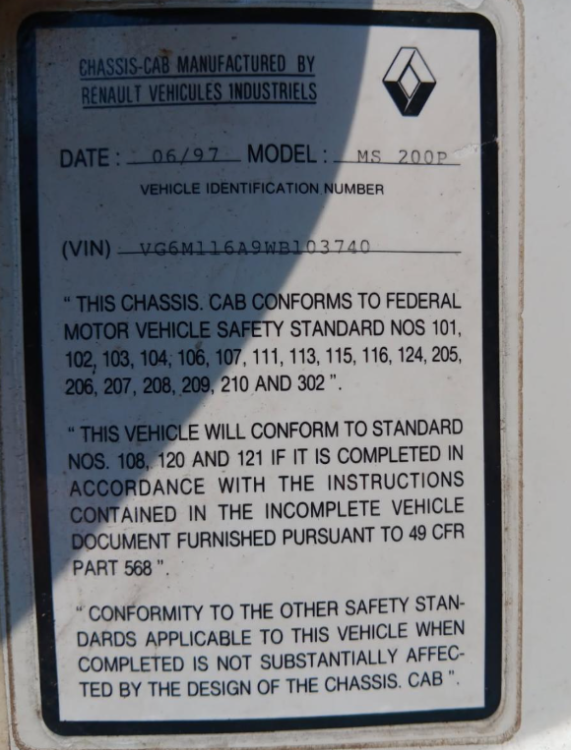 CHASSIS-CAB MANUFACTURED BY
RENAULT VEHICULES INDUSTRIELS
DATE : 06/97 MODEL : MS 200P
VEHICLE IDENTIFICATION NUMBER
(VIN) VG6M116A9WB103740
" THIS CHASSIS. CAB CONFORMS TO FEDERAL
MOTOR VEHICLE SAFETY STANDARD NOS 101,
102, 103, 104, 106, 107, 111, 113, 115, 116, 124, 205,
206, 207, 208, 209, 210 AND 302 ".
" THIS VEHICLE WILL CONFORM TO STANDARD
NOS. 108, 120 AND 121 IF IT IS COMPLETED IN
ACCORDANCE WITH THE INSTRUCTIONS
CONTAINED IN THE INCOMPLETE VEHICLE
DOCUMENT FURNISHED PURSUANT TO 49 CFR
PART 568 ".
" CONFORMITY TO THE OTHER SAFETY STAN-
DARDS APPLICABLE TO THIS VEHICLE WHEN
COMPLETED IS NOT SUBSTANTIALLY AFFEC-
TED BY THE DESIGN OF THE CHASSIS. CAB ".